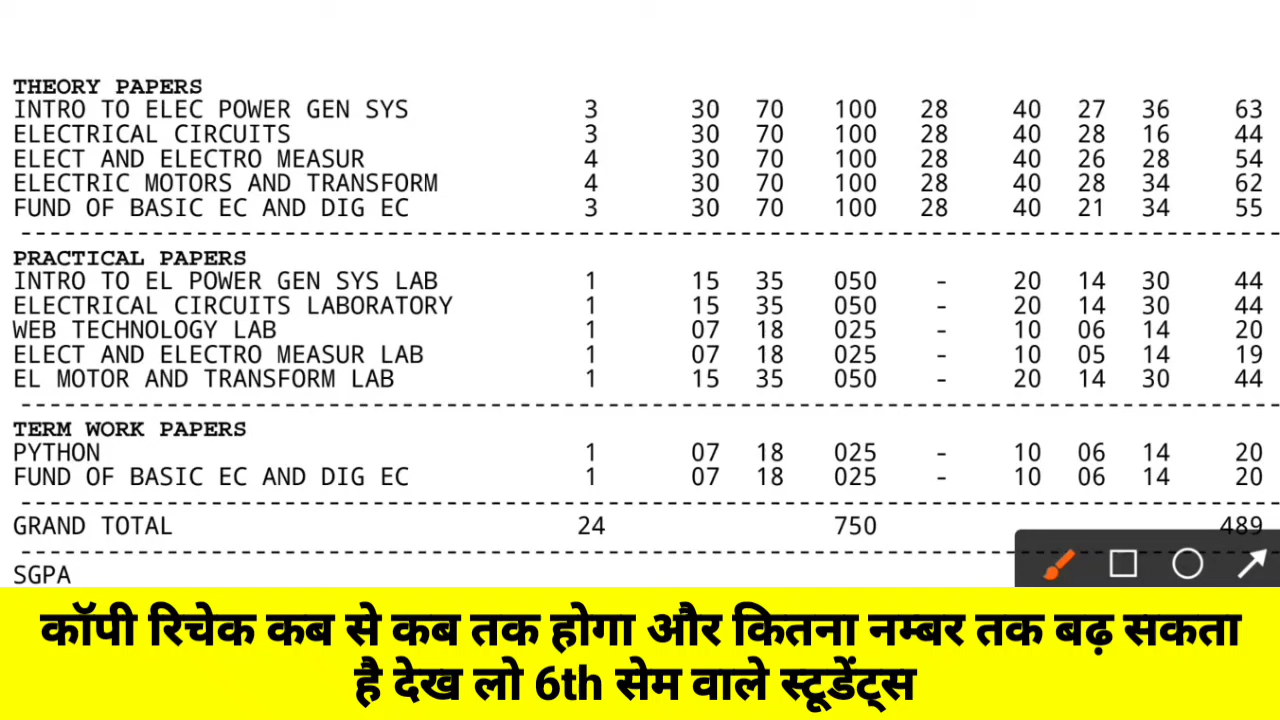 THEORY PAPERS
INTRO TO ELEC POWER GEN SYS 3 30 70 100 28 40 27 36 63
ELECTRICAL CIRCUITS 3 30 70 100 28 40 28 16 44
ELECT AND ELECTRO MEASUR 4 30 70 100 28 40 26 28 54
ELECTRIC MOTORS AND TRANSFORM 4 30 70 100 28 40 28 34 62
FUND OF BASIC EC AND DIG EC 3 30 70 100 28 40 21 34 55
PRACTICAL PAPERS
INTRO TO EL POWER GEN SYS LAB 1 15 35 050 - 20 14 30 44
ELECTRICAL CIRCUITS LABORATORY 1 15 35 050 - 20 14 30 44
WEB TECHNOLOGY LAB 1 07 18 025 - 10 06 14 20
ELECT AND ELECTRO MEASUR LAB 1 07 18 025 - 10 05 14 19
EL MOTOR AND TRANSFORM LAB 1 15 35 050 - 20 14 30 44
TERM WORK PAPERS
PYTHON 1 07 18 025 - 10 06 14 20
FUND OF BASIC EC AND DIG EC 1 07 18 025 - 10 06 14 20
GRAND TOTAL 24 750 489
SGPA
कॉपी रिचेक कब से कब तक होगा और कितना नम्बर तक बढ़ सकता
है देख लो 6th सेम वाले स्टूडेंट्स